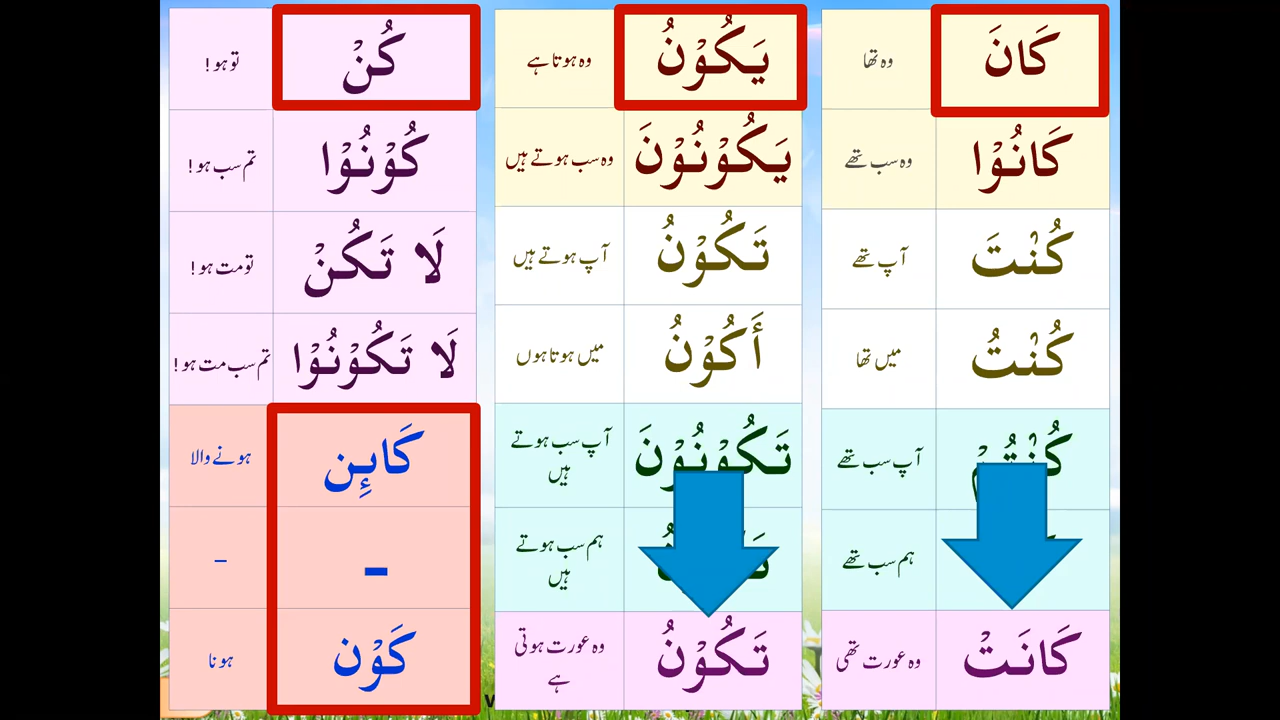 كَانَ وہ تھا
كَانُوْا وہ سب تھے
كُنْتَ آپ تھے
كُنْتُ میں تھا
كُنْتُمْ آپ سب تھے
ہم سب تھے
كَانَتْ وہ عورت تھی
يَكُوْنُ وہ ہوتا ہے
يَكُوْنُوْنَ وہ سب ہوتے ہیں
تَكُوْنُ آپ ہوتے ہیں
أَكُوْنُ میں ہوتا ہوں
تَكُوْنُوْنَ آپ سب ہوتے
ہیں
ہم سب ہوتے
ہیں
تَكُوْنُ وہ عورت ہوتی
ہے
كُنْ تو ہو !
كُوْنُوْا تم سب ہو !
لَا تَكُنْ تو مت ہو !
لَا تَكُوْنُوْا تم سب مت ہو !
كَائِن ہونے والا
- -
كَوْن ہونا